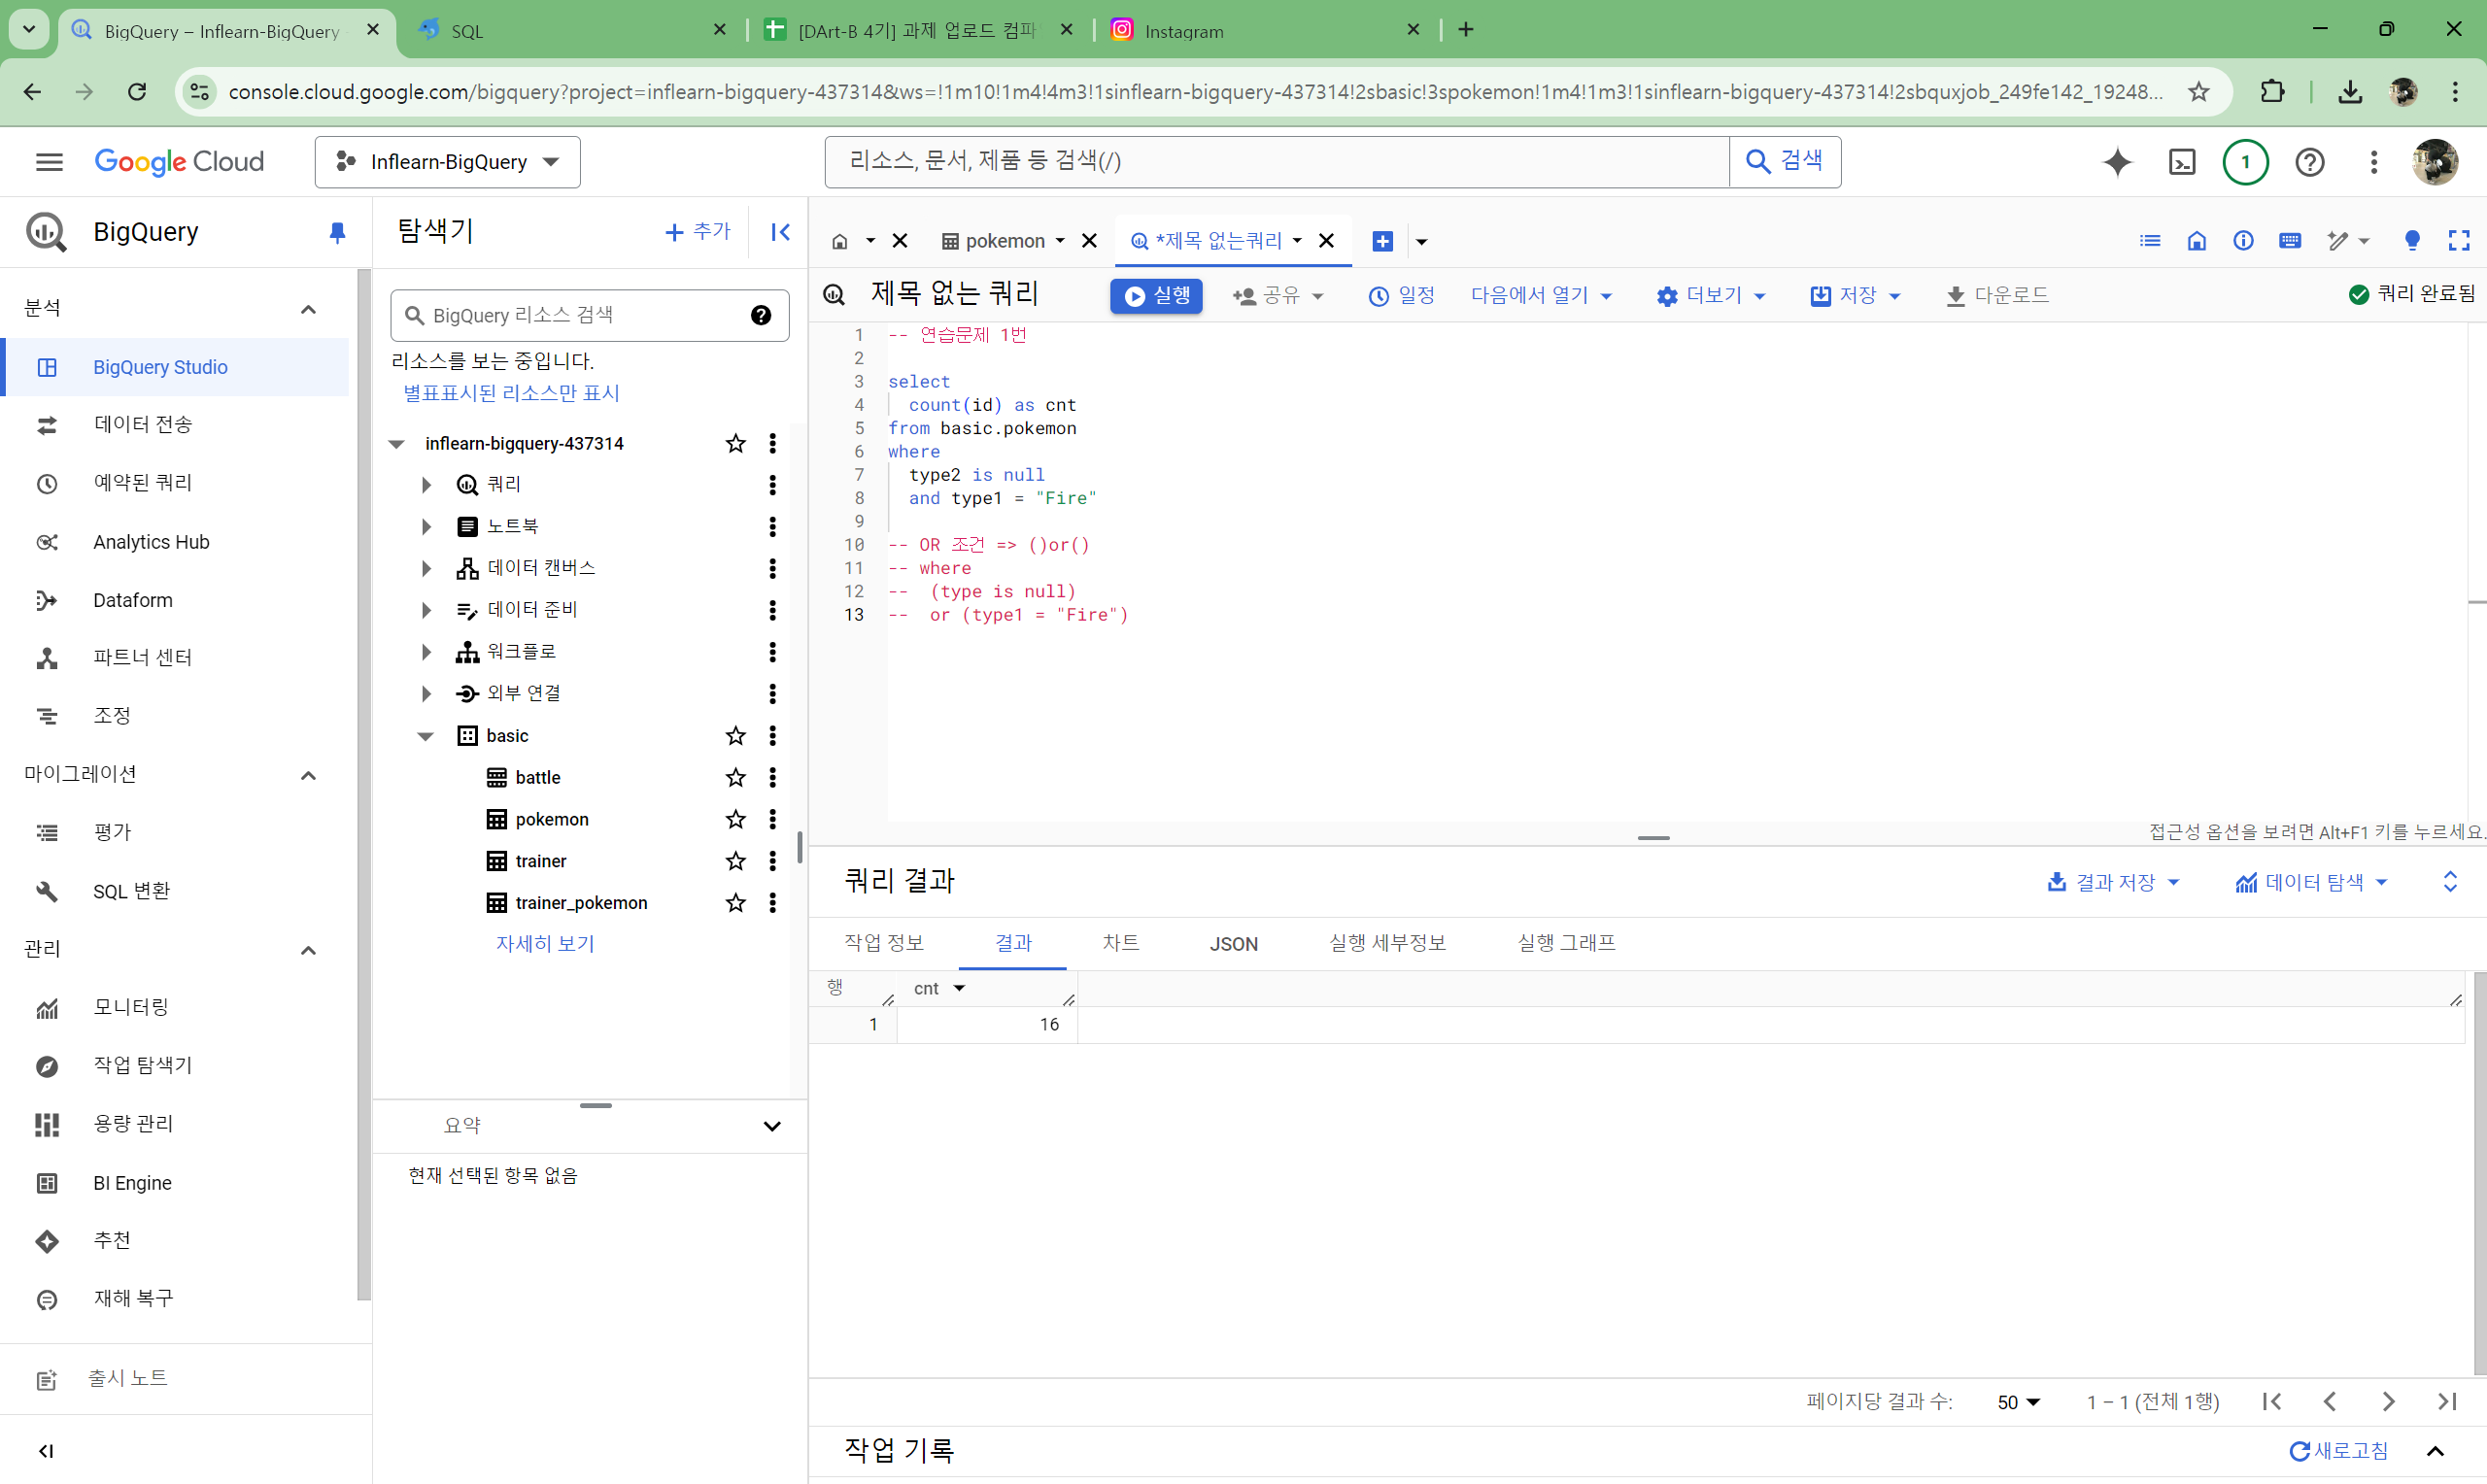 BigQuery – Inflearn-BigQuery
SQL
[DArt-B 4기] 과제 업로드 컴파
Instagram
console.cloud.google.com/bigquery?project=inflearn-bigquery-437314&ws=!1m10!1m4!4m3!1sinflearn-bigquery-437314!2sbasic!3spokemon!1m4!1m3!1sinflearn-bigquery-437314!2sbquxjob_249fe142_19248...
Google Cloud
Inflearn-BigQuery
리소스, 문서, 제품 등 검색(/)
검색
1
BigQuery
분석
BigQuery Studio
데이터 전송
예약된 쿼리
Analytics Hub
Dataform
파트너 센터
조정
마이그레이션
평가
SQL 변환
관리
모니터링
작업 탐색기
용량 관리
BI Engine
추천
재해 복구
출시 노트
탐색기
추가
BigQuery 리소스 검색
리소스를 보는 중입니다.
별표표시된 리소스만 표시
inflearn-bigquery-437314
쿼리
노트북
데이터 캔버스
데이터 준비
워크플로
외부 연결
basic
battle
pokemon
trainer
trainer_pokemon
자세히 보기
요약
현재 선택된 항목 없음
pokemon
*제목 없는쿼리
제목 없는 쿼리
실행
공유
일정
다음에서 열기
더보기
저장
다운로드
쿼리 완료됨
1 -- 연습문제 1번
2
3 select
4 count(id) as cnt
5 from basic.pokemon
6 where
7 type2 is null
8 and type1 = "Fire"
9
10 -- OR 조건 => ()or()
11 -- where
12 -- (type is null)
13 -- or (type1 = "Fire")
접근성 옵션을 보려면 Alt+F1 키를 누르세요.
쿼리 결과
결과 저장
데이터 탐색
작업 정보
결과
차트
JSON
실행 세부정보
실행 그래프
행 cnt
1 16
페이지당 결과 수: 50 1 – 1 (전체 1행)
작업 기록
새로고침